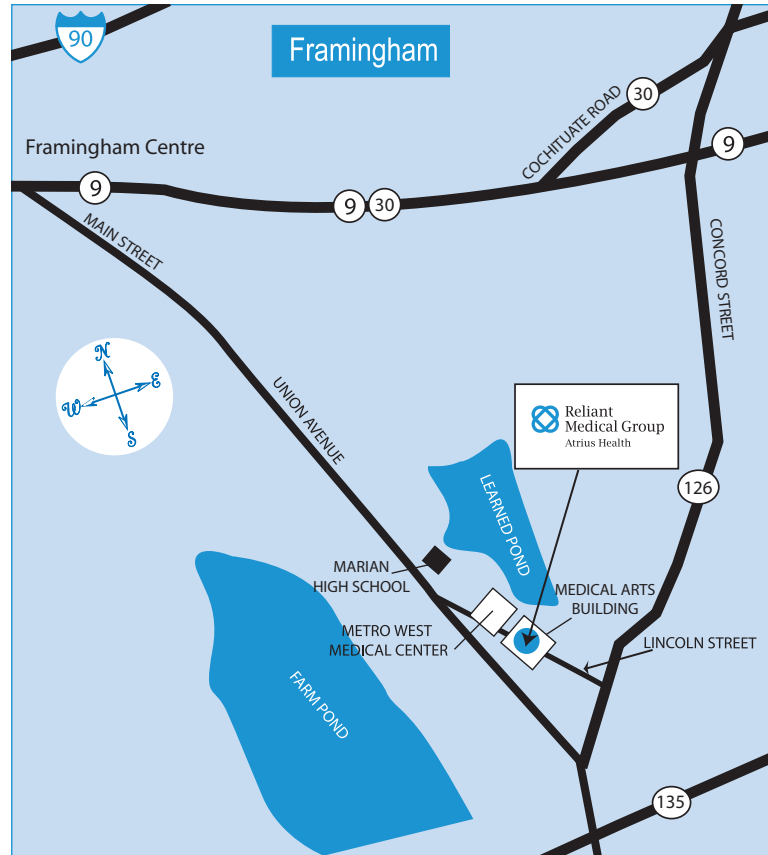 90
Framingham
30
COCHITUATE ROAD
9
Framingham Centre
9
9
30
MAIN STREET
CONCORD STREET
N
E
W
S
UNION AVENUE
Reliant
Medical Group
Atrius Health
LEARNED POND
126
MARIAN
HIGH SCHOOL
MEDICAL ARTS
BUILDING
METRO WEST
MEDICAL CENTER
LINCOLN STREET
FARM POND
135